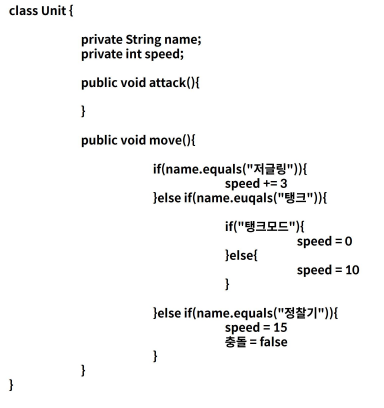 class Unit {
private String name;
private int speed;
public void attack(){
}
public void move(){
if(name.equals("저글링")){
speed += 3
}else if(name.euqals("탱크")){
if("탱크모드"){
speed = 0
}else{
speed = 10
}
}else if(name.equals("정찰기")){
speed = 15
충돌 = false
}
}
}